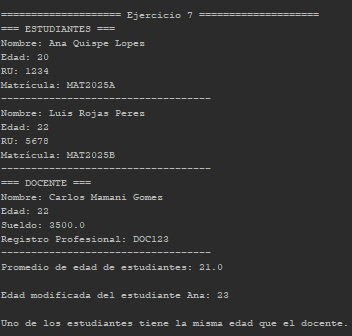 ==================== Ejercicio 7 ====================
=== ESTUDIANTES ===
Nombre: Ana Quispe Lopez
Edad: 20
RU: 1234
Matrícula: MAT2025A
-----------------------------------
Nombre: Luis Rojas Perez
Edad: 22
RU: 5678
Matrícula: MAT2025B
-----------------------------------
=== DOCENTE ===
Nombre: Carlos Mamani Gomez
Edad: 22
Sueldo: 3500.0
Registro Profesional: DOC123
-----------------------------------
Promedio de edad de estudiantes: 21.0
Edad modificada del estudiante Ana: 23
Uno de los estudiantes tiene la misma edad que el docente.